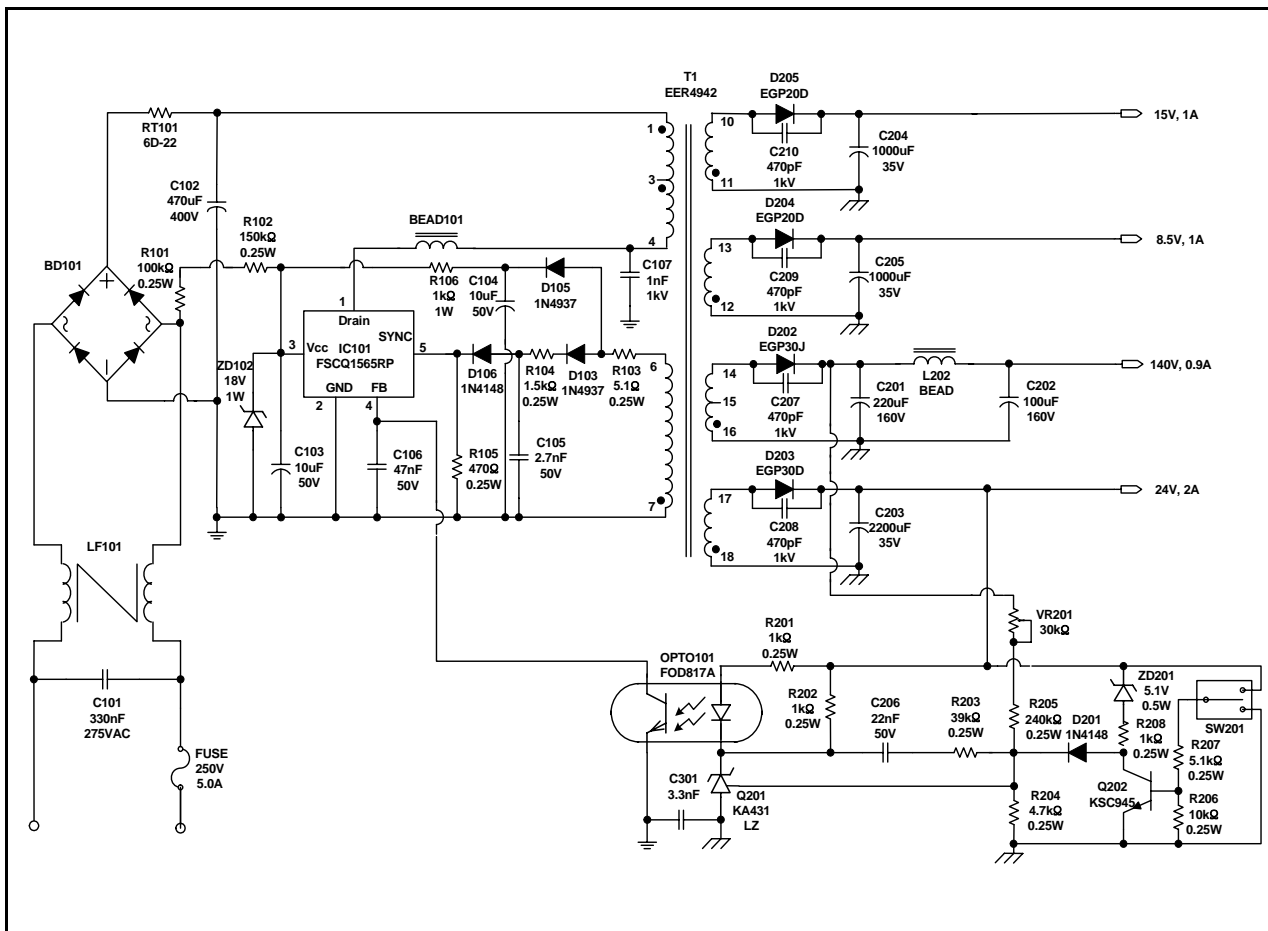 T1
EER4942
RT101
6D-22
C102
470uF
400V
R101
100kΩ
0.25W
R102
150kΩ
0.25W
BD101
BEAD101
1
3
4
R106
1kΩ
1W
C104
10uF
50V
D105
1N4937
C107
1nF
1kV
1
Drain
SYNC
3
Vcc
IC101
FSCQ1565RP
5
GND
FB
2
4
ZD102
18V
1W
D106
1N4148
R104
1.5kΩ
0.25W
D103
1N4937
R103
5.1Ω
0.25W
6
7
C103
10uF
50V
C106
47nF
50V
R105
470Ω
0.25W
C105
2.7nF
50V
LF101
C101
330nF
275VAC
FUSE
250V
5.0A
D205
EGP20D
10
C210
470pF
1kV
11
C204
1000uF
35V
15V, 1A
D204
EGP20D
13
C209
470pF
1kV
12
C205
1000uF
35V
8.5V, 1A
D202
EGP30J
14
15
16
C207
470pF
1kV
C201
220uF
160V
L202
BEAD
C202
100uF
160V
140V, 0.9A
D203
EGP30D
17
C208
470pF
1kV
18
C203
2200uF
35V
24V, 2A
VR201
30kΩ
OPTO101
FOD817A
R201
1kΩ
0.25W
R202
1kΩ
0.25W
C206
22nF
50V
R203
39kΩ
0.25W
R205
240kΩ
0.25W
D201
1N4148
ZD201
5.1V
0.5W
R208
1kΩ
0.25W
SW201
R207
5.1kΩ
0.25W
C301
3.3nF
Q201
KA431
LZ
R204
4.7kΩ
0.25W
Q202
KSC945
R206
10kΩ
0.25W